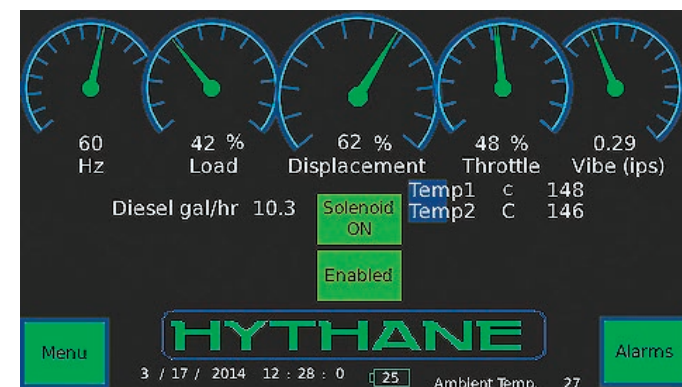 60 42 % 62 % 48 % 0.29
Hz Load Displacement Throttle Vibe (ips)
Temp1 c 148
Diesel gal/hr 10.3 Solenoid ON Temp2 C 146
Enabled
HYTHANE
Menu Alarms
3 / 17 / 2014 12 : 28 : 0 25 Ambient Temp. 27